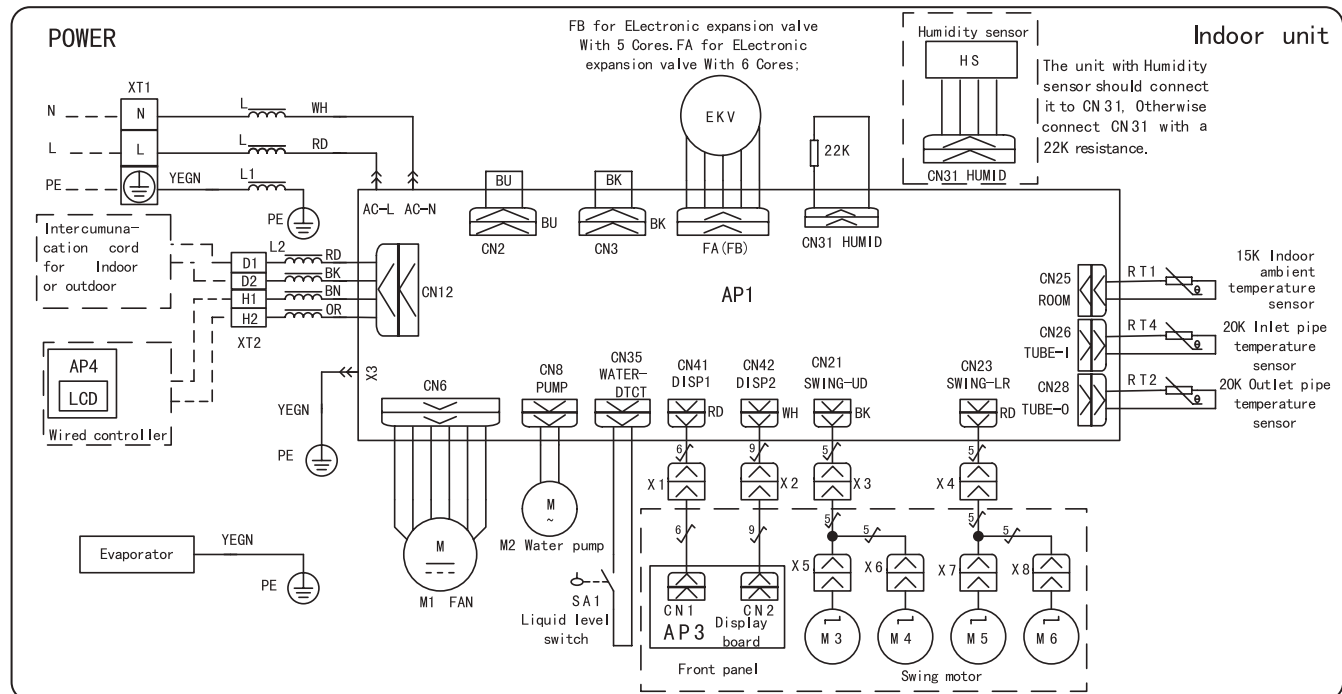 POWER
Indoor unit
FB for ELectronic expansion valve
With 5 Cores. FA for ELectronic
expansion valve With 6 Cores;
Humidity sensor
HS
CN31 HUMID
The unit with Humidity
sensor should connect
it to CN31, Otherwise
connect CN31 with a
22K resistance.
XT1
N
N
L
WH
L
L
L
RD
PE
YEGN
L1
PE
AC-L
AC-N
BU
BU
CN2
BK
BK
CN3
EKV
FA(FB)
22K
CN31 HUMID
Intercumuna-
cation cord
for Indoor
or outdoor
D1
D2
H1
H2
XT2
L2
RD
BK
BN
OR
CN12
AP1
CN25
ROOM
RT1
θ
15K Indoor
ambient
temperature
sensor
CN26
TUBE-I
RT4
θ
20K Inlet pipe
temperature
sensor
CN28
TUBE-O
RT2
θ
20K Outlet pipe
temperature
sensor
AP4
LCD
Wired controller
X3
YEGN
PE
CN6
CN8
PUMP
CN35
WATER-
DTCT
CN41
DISP1
RD
CN42
DISP2
WH
CN21
SWING-UD
BK
CN23
SWING-LR
RD
6
9
5
5
X1
X2
X3
X4
6
9
5
5
5
5
X5
X6
X7
X8
M
M1 FAN
M
~
M2 Water pump
SA1
Liquid level
switch
CN1
CN2
AP3
Display
board
Front panel
M3
M4
M5
M6
Swing motor
Evaporator
YEGN
PE